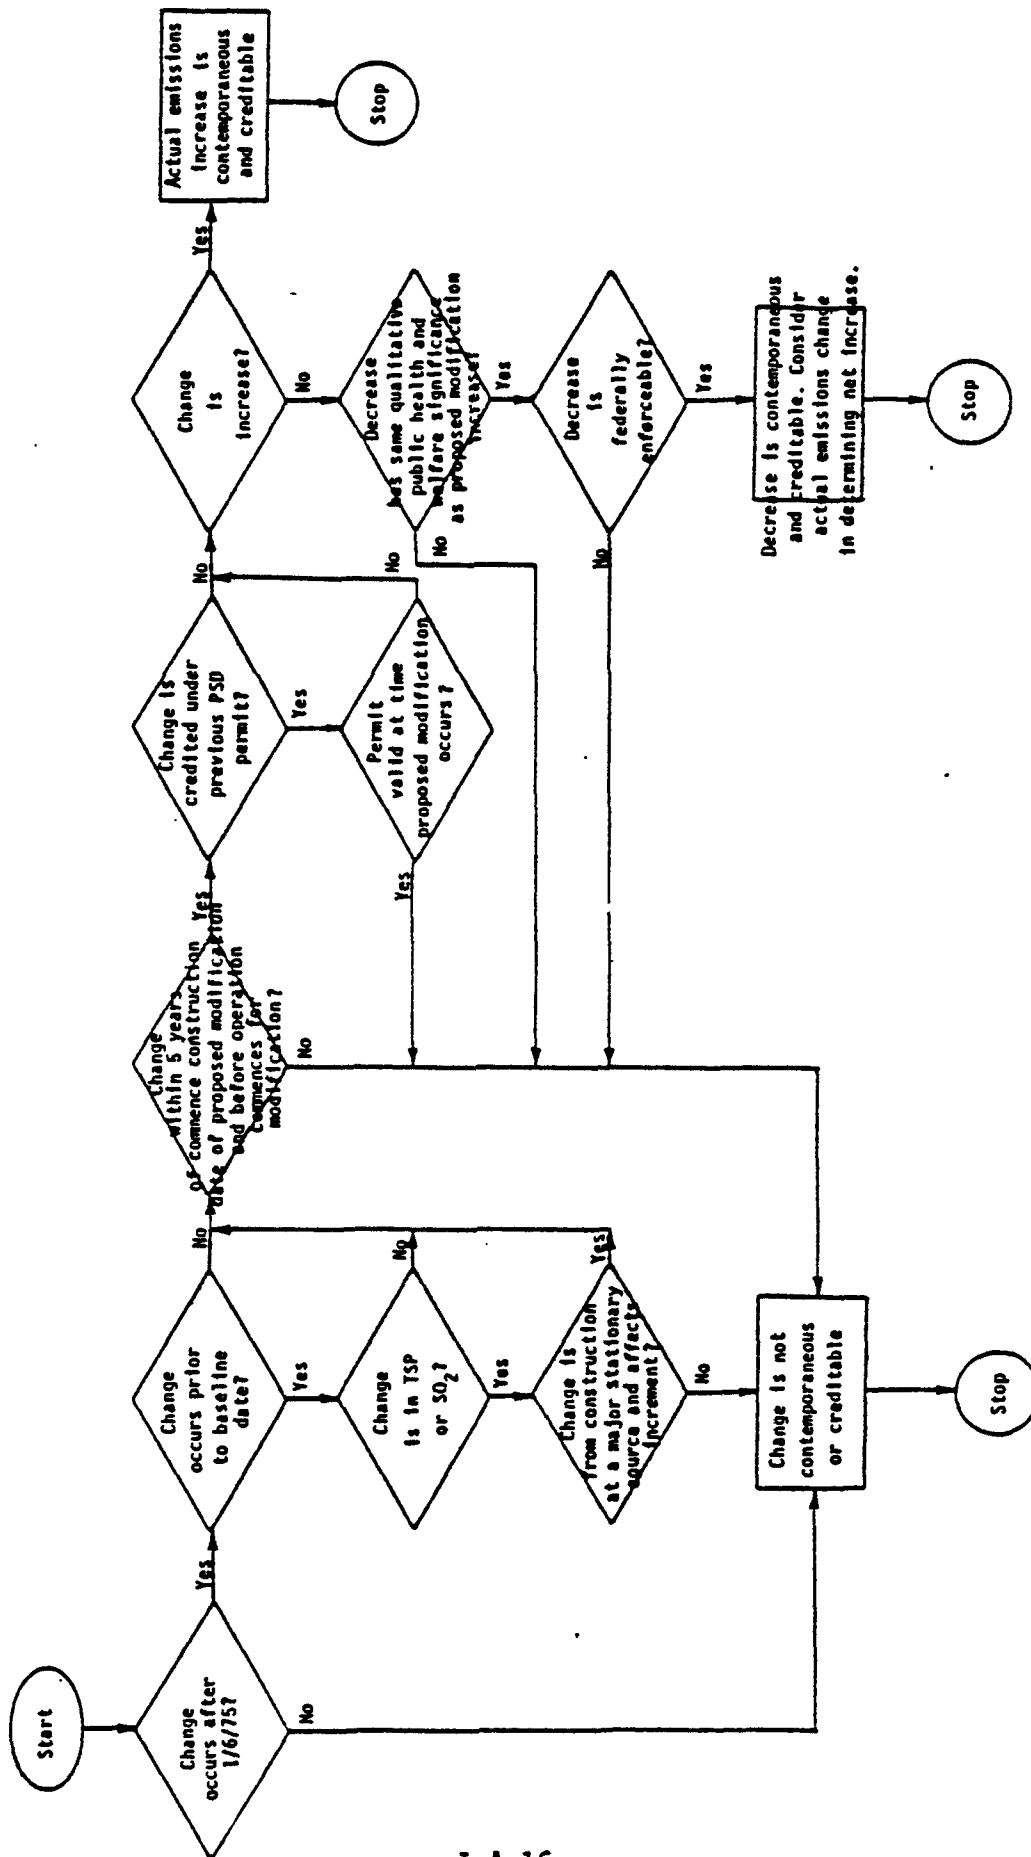 Start
Change
occurs after
1/6/75?
Yes
No
Change
occurs prior
to baseline
date?
No
Yes
Change
is in TSP
or SO2?
No
Yes
Change is
from construction
at a major stationary
source and affects
increment?
Yes
No
Change is not
contemporaneous
or creditable
Stop
Change
within 5 years
of commence construction
date of proposed modification
and before operation
commences for
modification?
Yes
No
Change is
credited under
previous PSD
permit?
No
Yes
Permit
valid at time
proposed modification
occurs?
No
Yes
Change
is
increase?
Yes
No
Actual emissions
increase is
contemporaneous
and creditable
Stop
Decrease
has same qualitative
public health and
welfare significance
as proposed modification
increase?
No
Yes
Decrease
is
federally
enforceable?
No
Yes
Decrease is contemporaneous
and creditable. Consider
actual emissions change
in determining net increase.
Stop